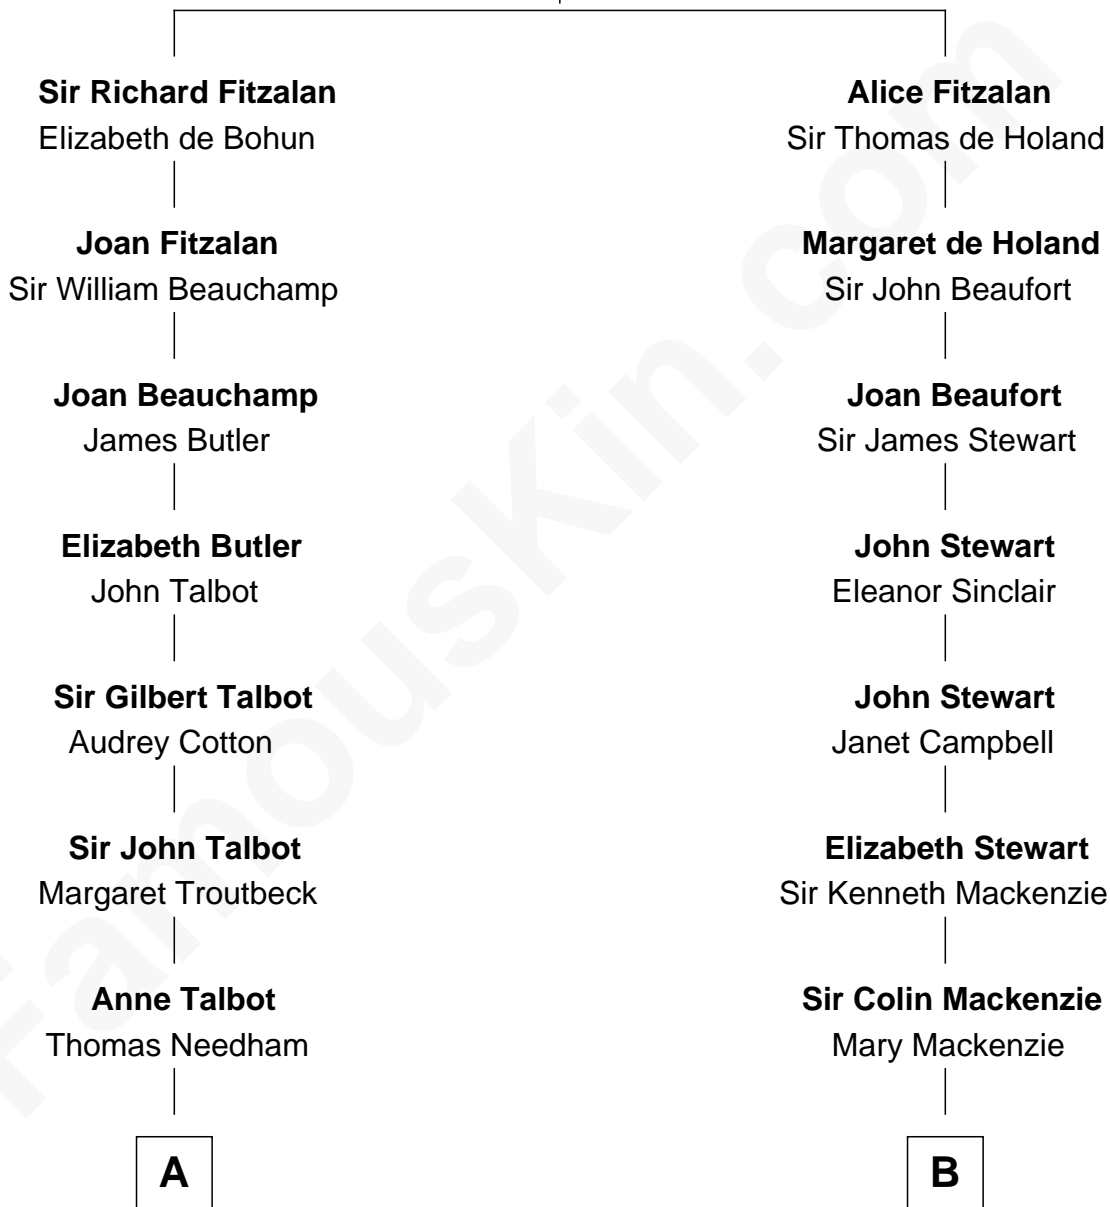 Sir Richard Fitzalan
Elizabeth de Bohun
Joan Fitzalan
Sir William Beauchamp
Joan Beauchamp
James Butler
Elizabeth Butler
John Talbot
Sir Gilbert Talbot
Audrey Cotton
Sir John Talbot
Margaret Troutbeck
Anne Talbot
Thomas Needham
A
Alice Fitzalan
Sir Thomas de Holand
Margaret de Holand
Sir John Beaufort
Joan Beaufort
Sir James Stewart
John Stewart
Eleanor Sinclair
John Stewart
Janet Campbell
Elizabeth Stewart
Sir Kenneth Mackenzie
Sir Colin Mackenzie
Mary Mackenzie
B
FamousKin.com